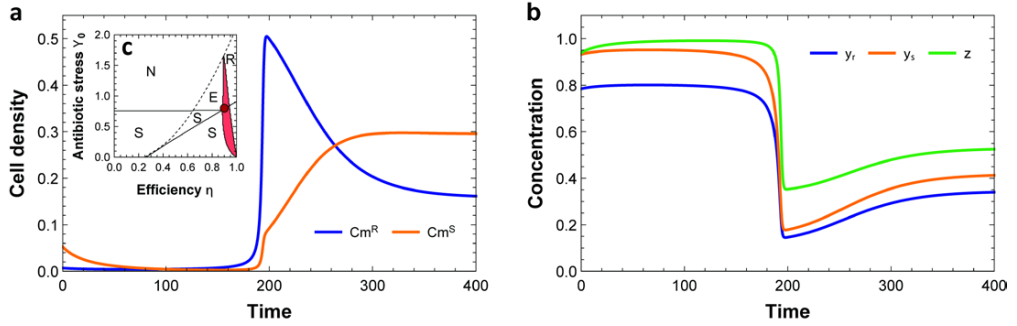 a
0.5
0.4
0.3
0.2
0.1
0.0
Cell density
0
100
200
300
400
Time
Cm^R
Cm^S
c
2.0
1.5
1.0
0.5
0.0
Antibiotic stress Y₀
0.0 0.2 0.4 0.6 0.8 1.0
Efficiency η
N
R
E
S
S
S
b
1.0
0.8
0.6
0.4
0.2
0.0
Concentration
0
100
200
300
400
Time
yᵣ
yₛ
z